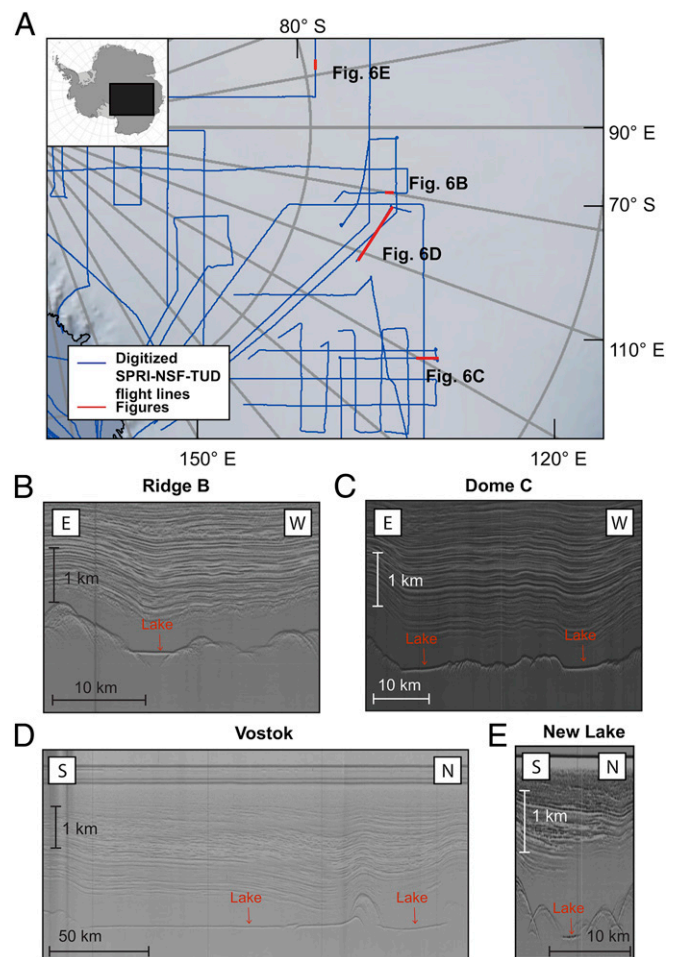 A
80° S
Fig. 6E
90° E
Fig. 6B
70° S
Fig. 6D
110° E
Digitized
SPRI-NSF-TUD
flight lines
Figures
Fig. 6C
150° E
120° E
B
Ridge B
E
W
1 km
Lake
10 km
C
Dome C
E
W
1 km
Lake
Lake
10 km
D
Vostok
S
N
1 km
Lake
Lake
50 km
E
New Lake
S
N
1 km
Lake
10 km